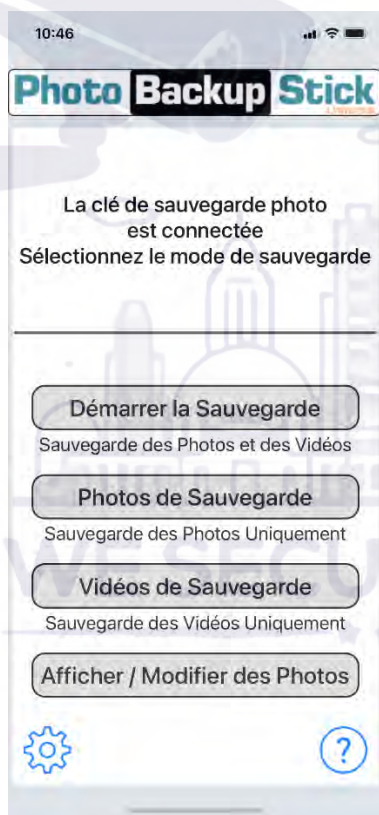 10:46
Photo Backup Stick
La clé de sauvegarde photo
est connectée
Sélectionnez le mode de sauvegarde
Démarrer la Sauvegarde
Sauvegarde des Photos et des Vidéos
Photos de Sauvegarde
Sauvegarde des Photos Uniquement
Vidéos de Sauvegarde
Sauvegarde des Vidéos Uniquement
Afficher / Modifier des Photos
?